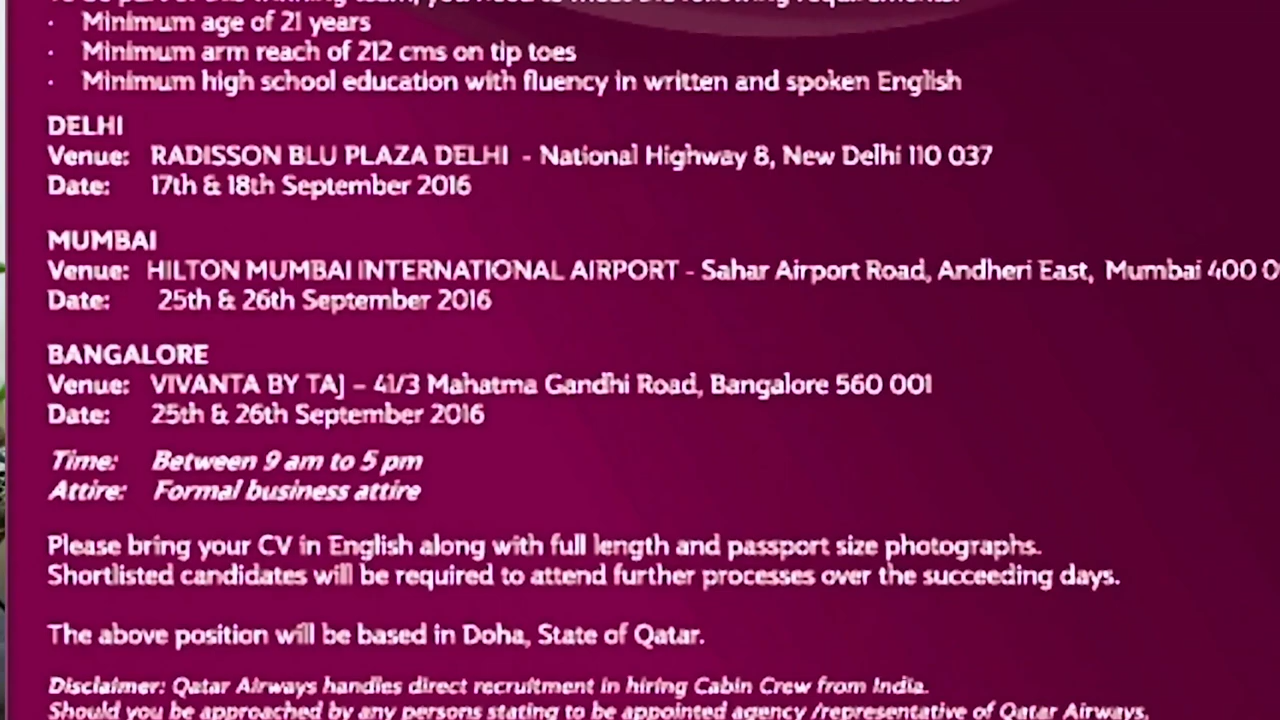 · Minimum age of 21 years
· Minimum arm reach of 212 cms on tip toes
· Minimum high school education with fluency in written and spoken English
DELHI
Venue: RADISSON BLU PLAZA DELHI - National Highway 8, New Delhi 110 037
Date: 17th & 18th September 2016
MUMBAI
Venue: HILTON MUMBAI INTERNATIONAL AIRPORT - Sahar Airport Road, Andheri East, Mumbai 400 0
Date: 25th & 26th September 2016
BANGALORE
Venue: VIVANTA BY TAJ – 41/3 Mahatma Gandhi Road, Bangalore 560 001
Date: 25th & 26th September 2016
Time: Between 9 am to 5 pm
Attire: Formal business attire
Please bring your CV in English along with full length and passport size photographs.
Shortlisted candidates will be required to attend further processes over the succeeding days.
The above position will be based in Doha, State of Qatar.
Disclaimer: Qatar Airways handles direct recruitment in hiring Cabin Crew from India.
Should you be approached by any persons stating to be appointed agency /representative of Qatar Airways,